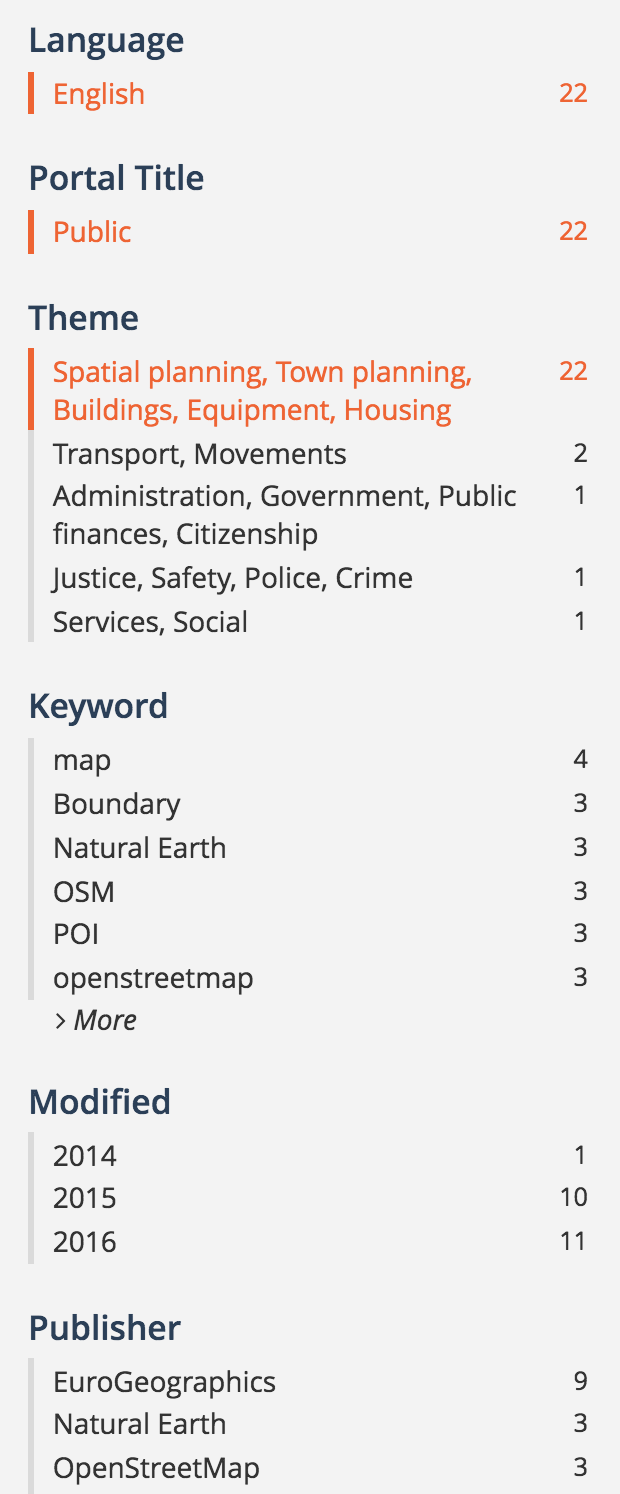 Language
English 22
Portal Title
Public 22
Theme
Spatial planning, Town planning, 22
Buildings, Equipment, Housing
Transport, Movements 2
Administration, Government, Public 1
finances, Citizenship
Justice, Safety, Police, Crime 1
Services, Social 1
Keyword
map 4
Boundary 3
Natural Earth 3
OSM 3
POI 3
openstreetmap 3
> More
Modified
2014 1
2015 10
2016 11
Publisher
EuroGeographics 9
Natural Earth 3
OpenStreetMap 3